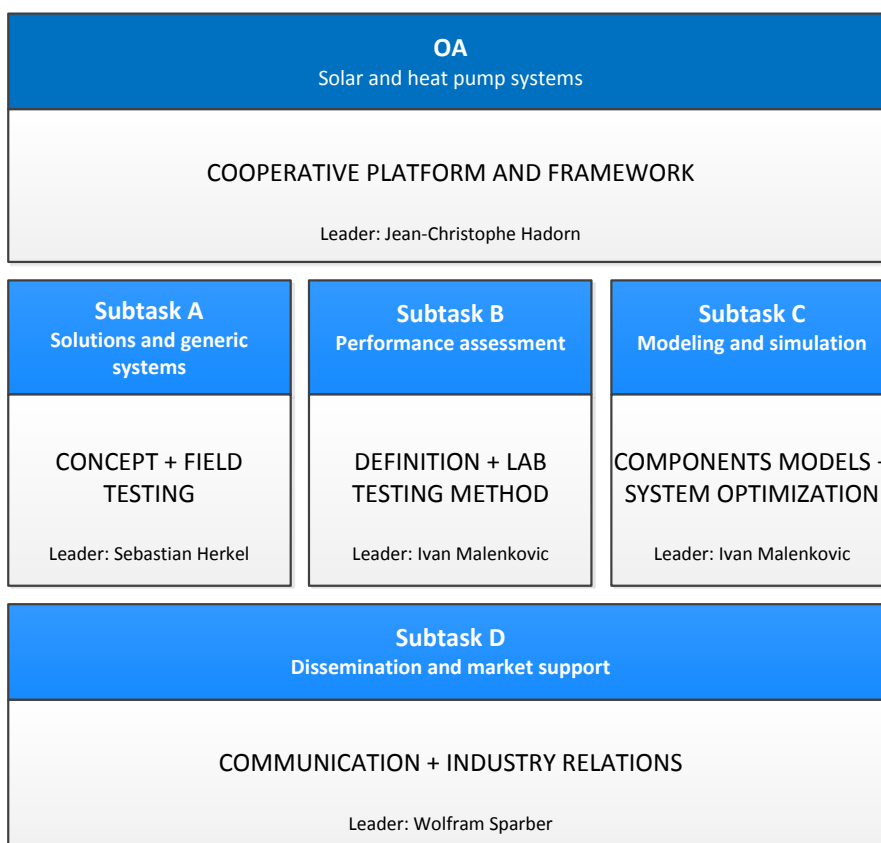 OA
Solar and heat pump systems
COOPERATIVE PLATFORM AND FRAMEWORK
Leader: Jean-Christophe Hadorn
Subtask A
Solutions and generic
systems
CONCEPT + FIELD
TESTING
Leader: Sebastian Herkel
Subtask B
Performance assessment
DEFINITION + LAB
TESTING METHOD
Leader: Ivan Malenkovic
Subtask C
Modeling and simulation
COMPONENTS MODELS +
SYSTEM OPTIMIZATION
Leader: Ivan Malenkovic
Subtask D
Dissemination and market support
COMMUNICATION + INDUSTRY RELATIONS
Leader: Wolfram Sparber